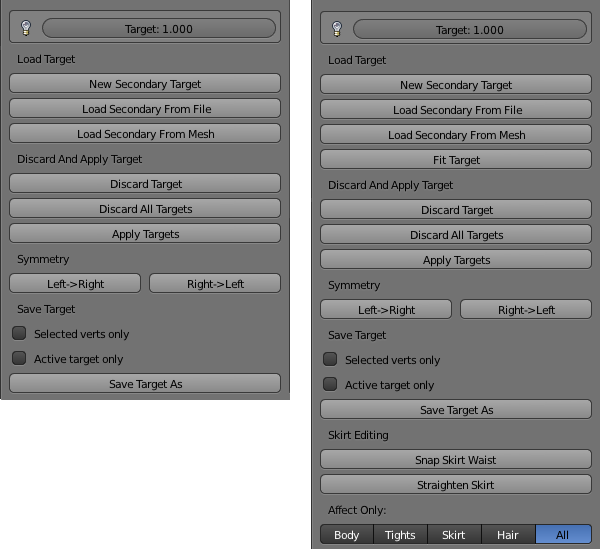 Target: 1.000
Load Target
New Secondary Target
Load Secondary From File
Load Secondary From Mesh
Discard And Apply Target
Discard Target
Discard All Targets
Apply Targets
Symmetry
Left->Right Right->Left
Save Target
Selected verts only
Active target only
Save Target As
Target: 1.000
Load Target
New Secondary Target
Load Secondary From File
Load Secondary From Mesh
Fit Target
Discard And Apply Target
Discard Target
Discard All Targets
Apply Targets
Symmetry
Left->Right Right->Left
Save Target
Selected verts only
Active target only
Save Target As
Skirt Editing
Snap Skirt Waist
Straighten Skirt
Affect Only:
Body Tights Skirt Hair All